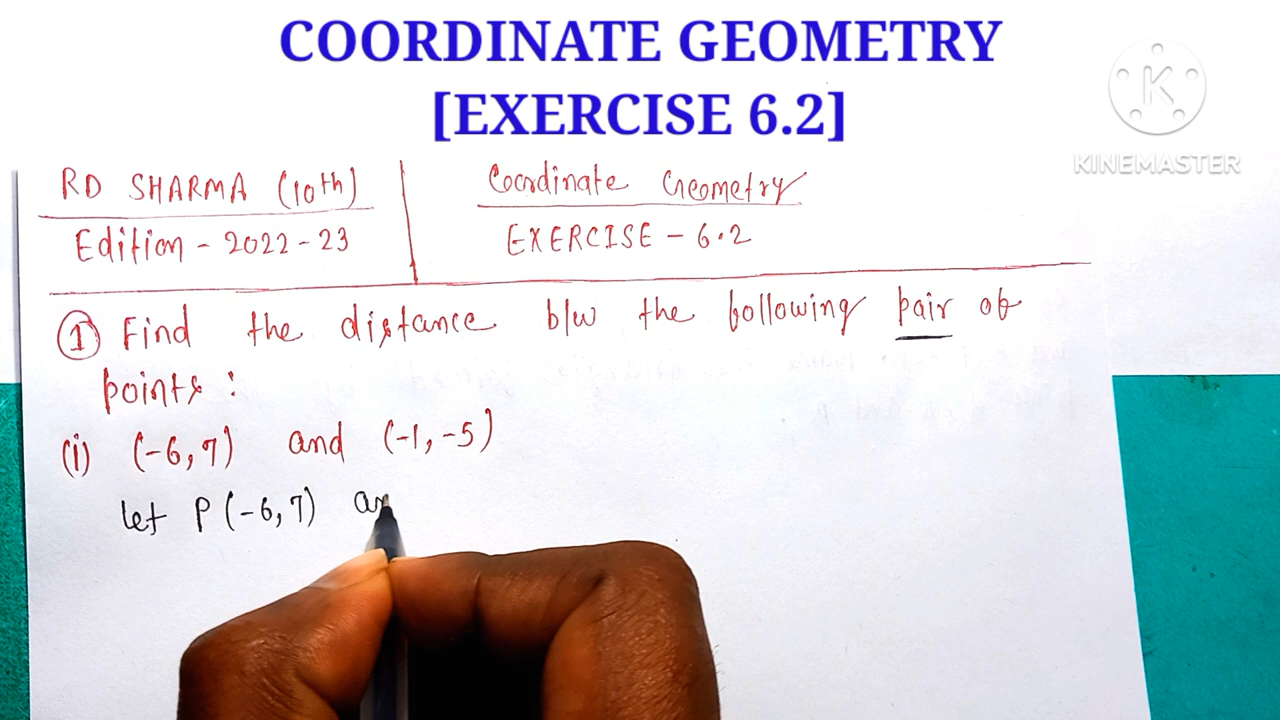 COORDINATE GEOMETRY
[EXERCISE 6.2]
K
KINEMASTER
RD SHARMA (10th)
Edition - 2022-23
Coordinate Geometry
EXERCISE - 6.2
① Find the distance b/w the following pair of
points :
(i) (-6, 7) and (-1, -5)
let P (-6, 7) an